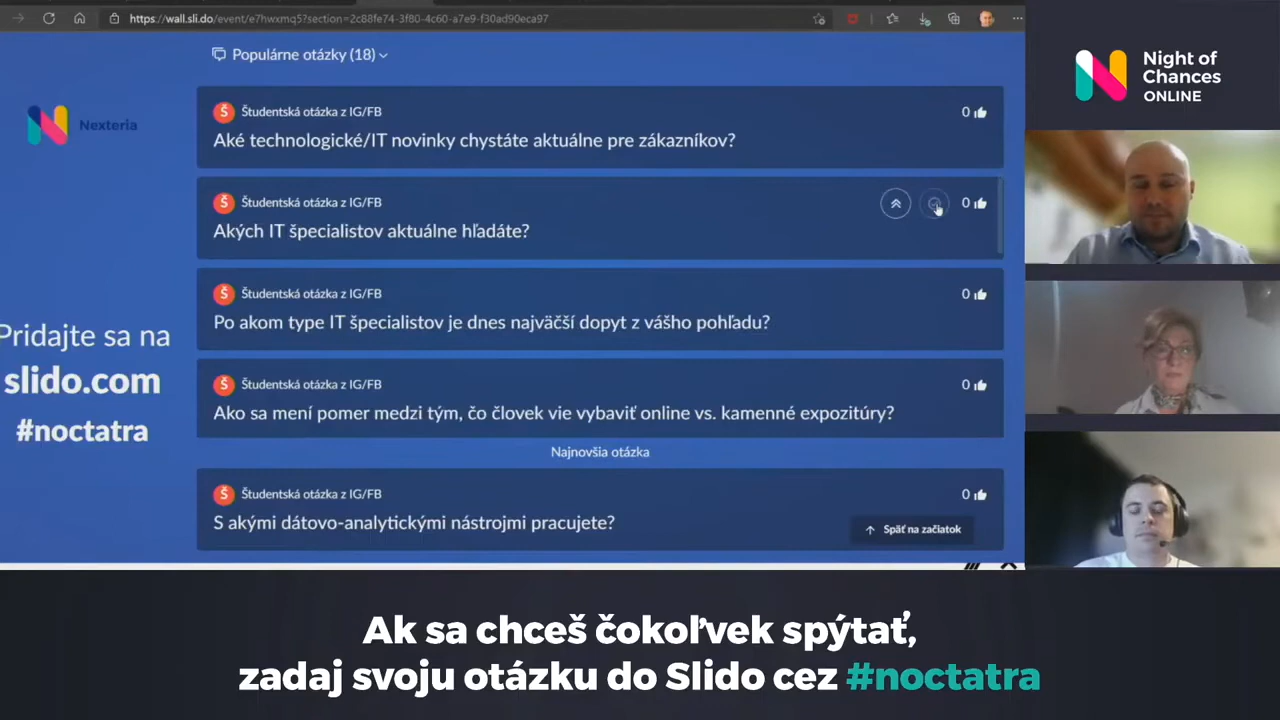 https://wall.sli.do/event/e7hwxmq5?section=2c88fe74-3f80-4c60-a7e9-f30ad90eca97
Populárne otázky (18)
Nexteria
Š Študentská otázka z IG/FB 0
Aké technologické/IT novinky chystáte aktuálne pre zákazníkov?
Š Študentská otázka z IG/FB 0
Akých IT špecialistov aktuálne hľadáte?
Š Študentská otázka z IG/FB 0
Po akom type IT špecialistov je dnes najväčší dopyt z vášho pohľadu?
Š Študentská otázka z IG/FB 0
Ako sa mení pomer medzi tým, čo človek vie vybaviť online vs. kamenné expozitúry?
Najnovšia otázka
Š Študentská otázka z IG/FB 0
S akými dátovo-analytickými nástrojmi pracujete?
Späť na začiatok
Pridajte sa na
slido.com
#noctatra
Night of
Chances
ONLINE
Ak sa chceš čokoľvek spýtať,
zadaj svoju otázku do Slido cez #noctatra